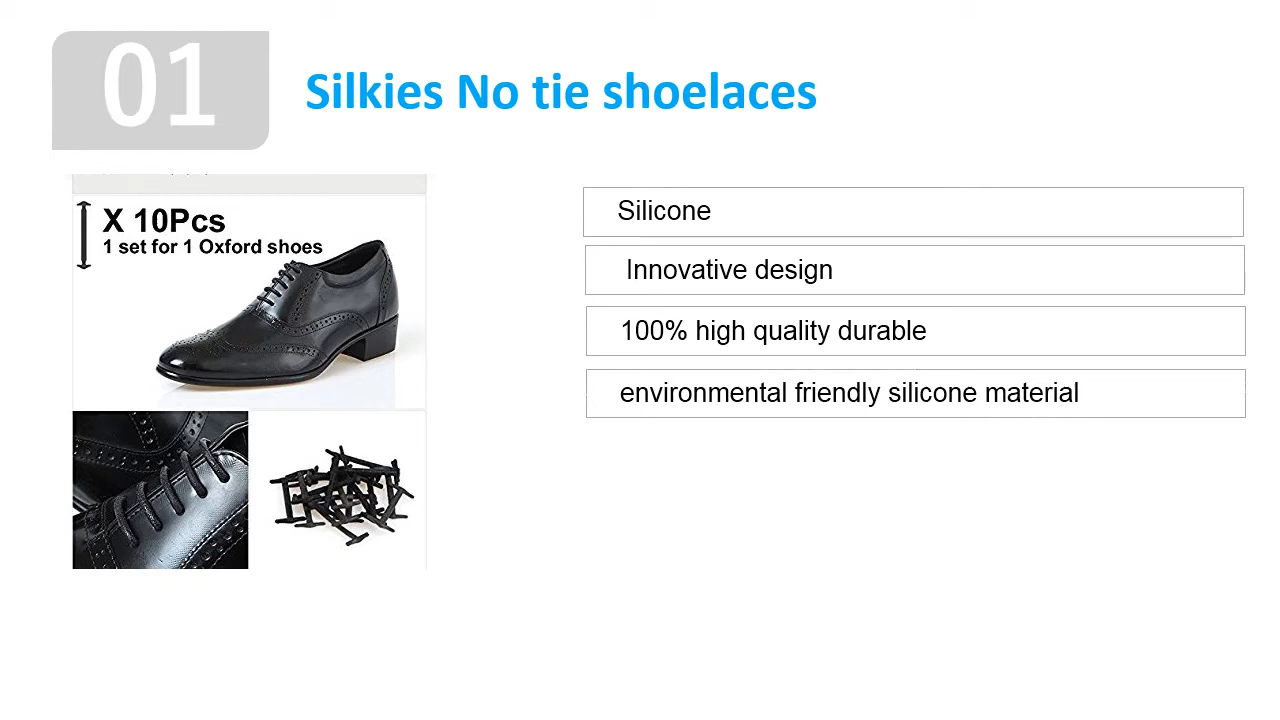 01
Silkies No tie shoelaces
X 10Pcs
1 set for 1 Oxford shoes
Silicone
Innovative design
100% high quality durable
environmental friendly silicone material